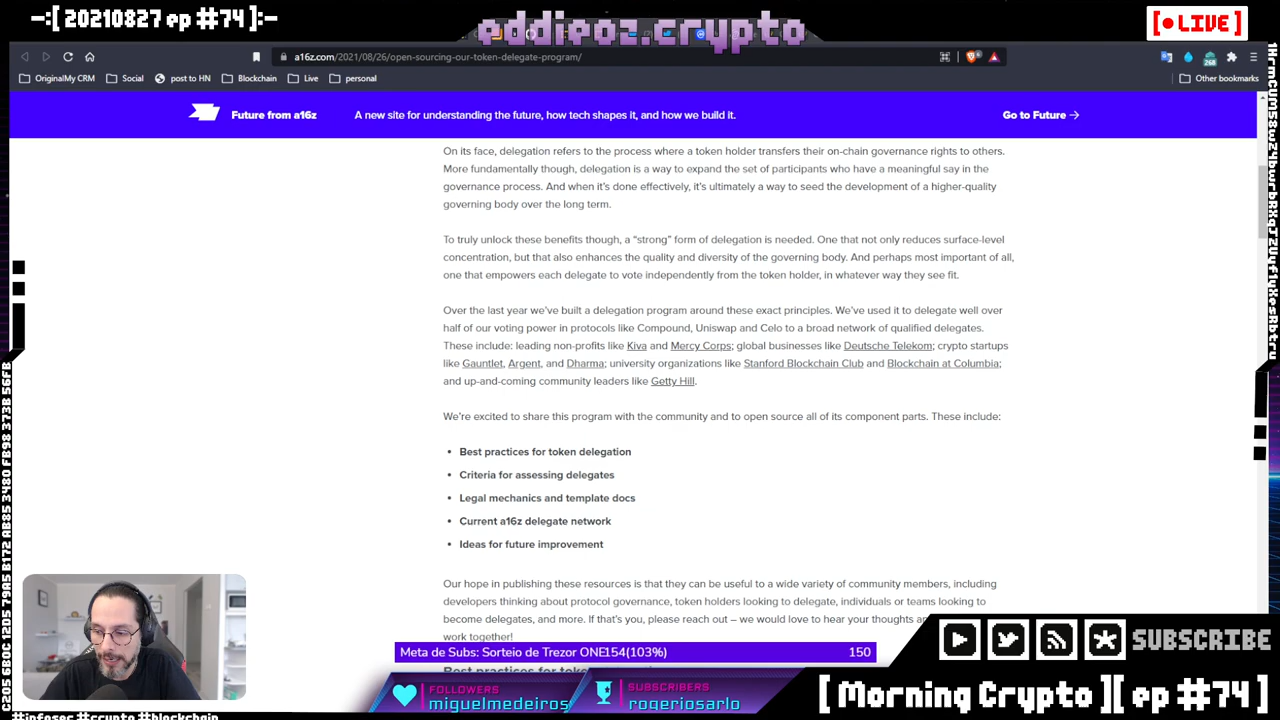 -:[ 20210827 ep #74 ]:-
eddieoz.crypto
[ LIVE ]
a16z.com/2021/08/26/open-sourcing-our-token-delegate-program/
268
OriginalMy CRM
Social
post to HN
Blockchain
Live
personal
Other bookmarks
Future from a16z
A new site for understanding the future, how tech shapes it, and how we build it.
Go to Future →
On its face, delegation refers to the process where a token holder transfers their on-chain governance rights to others.
More fundamentally though, delegation is a way to expand the set of participants who have a meaningful say in the
governance process. And when it's done effectively, it's ultimately a way to seed the development of a higher-quality
governing body over the long term.
To truly unlock these benefits though, a “strong” form of delegation is needed. One that not only reduces surface-level
concentration, but that also enhances the quality and diversity of the governing body. And perhaps most important of all,
one that empowers each delegate to vote independently from the token holder, in whatever way they see fit.
Over the last year we've built a delegation program around these exact principles. We've used it to delegate well over
half of our voting power in protocols like Compound, Uniswap and Celo to a broad network of qualified delegates.
These include: leading non-profits like Kiva and Mercy Corps; global businesses like Deutsche Telekom; crypto startups
like Gauntlet, Argent, and Dharma; university organizations like Stanford Blockchain Club and Blockchain at Columbia;
and up-and-coming community leaders like Getty Hill.
We're excited to share this program with the community and to open source all of its component parts. These include:
• Best practices for token delegation
• Criteria for assessing delegates
• Legal mechanics and template docs
• Current a16z delegate network
• Ideas for future improvement
Our hope in publishing these resources is that they can be useful to a wide variety of community members, including
developers thinking about protocol governance, token holders looking to delegate, individuals or teams looking to
become delegates, and more. If that's you, please reach out – we would love to hear your thoughts
work together!
Meta de Subs: Sorteio de Trezor ONE154(103%)
150
SUBSCRIBE
FOLLOWERS
miguelmedeiros
SUBSCRIBERS
rogeriosarlo
[ Morning Crypto ][ ep #74 ]
#infosec #crypto #blockchain